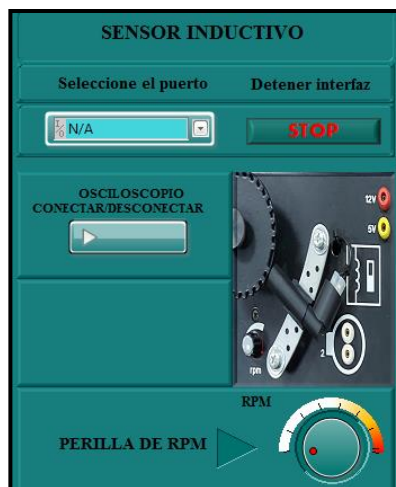 SENSOR INDUCTIVO
Seleccione el puerto
Detener interfaz
I/O N/A
STOP
OSCILOSCOPIO
CONECTAR/DESCONECTAR
12V
5V
2
rpm
RPM
PERILLA DE RPM